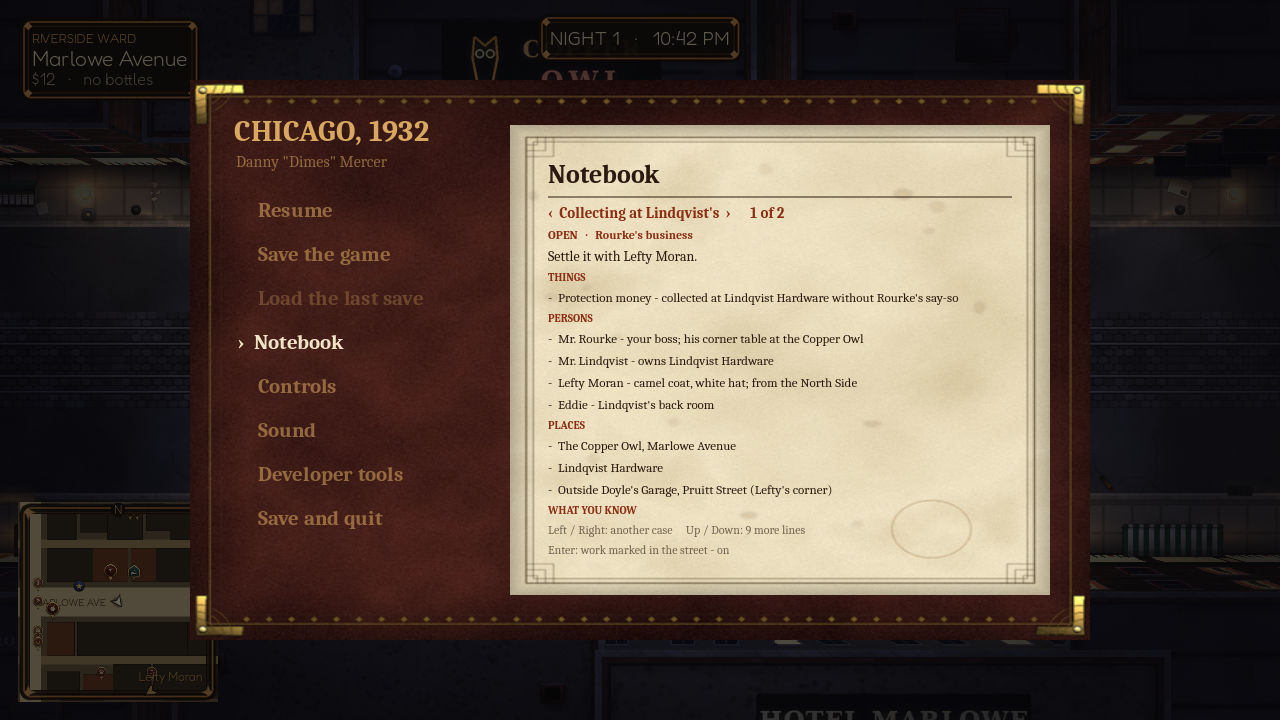 RIVERSIDE WARD
Marlowe Avenue
$12 · no bottles
NIGHT 1 · 10:42 PM
OWL
CHICAGO, 1932
Danny "Dimes" Mercer
Resume
Save the game
Load the last save
› Notebook
Controls
Sound
Developer tools
Save and quit
Notebook
‹ Collecting at Lindqvist's › 1 of 2
OPEN · Rourke's business
Settle it with Lefty Moran.
THINGS
- Protection money - collected at Lindqvist Hardware without Rourke's say-so
PERSONS
- Mr. Rourke - your boss; his corner table at the Copper Owl
- Mr. Lindqvist - owns Lindqvist Hardware
- Lefty Moran - camel coat, white hat; from the North Side
- Eddie - Lindqvist's back room
PLACES
- The Copper Owl, Marlowe Avenue
- Lindqvist Hardware
- Outside Doyle's Garage, Pruitt Street (Lefty's corner)
WHAT YOU KNOW
Left / Right: another case Up / Down: 9 more lines
Enter: work marked in the street - on
N
MARLOWE AVE
Lefty Moran
HOTEL MARLOWE